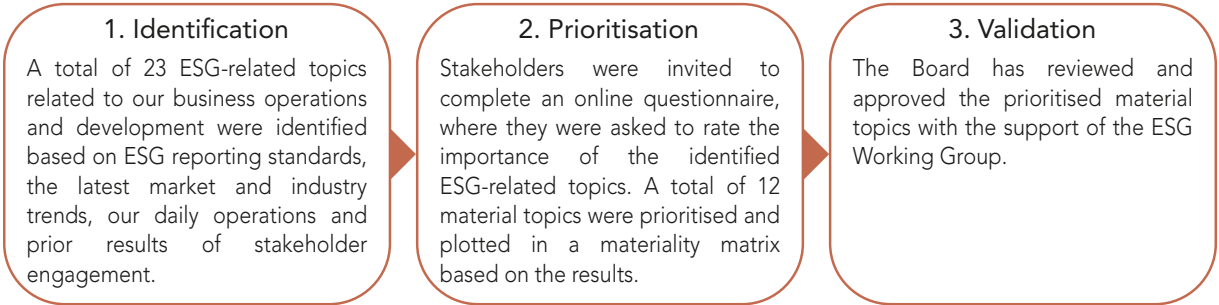 1. Identification
A total of 23 ESG-related topics
related to our business operations
and development were identified
based on ESG reporting standards,
the latest market and industry
trends, our daily operations and
prior results of stakeholder
engagement.
2. Prioritisation
Stakeholders were invited to
complete an online questionnaire,
where they were asked to rate the
importance of the identified
ESG-related topics. A total of 12
material topics were prioritised and
plotted in a materiality matrix
based on the results.
3. Validation
The Board has reviewed and
approved the prioritised material
topics with the support of the ESG
Working Group.